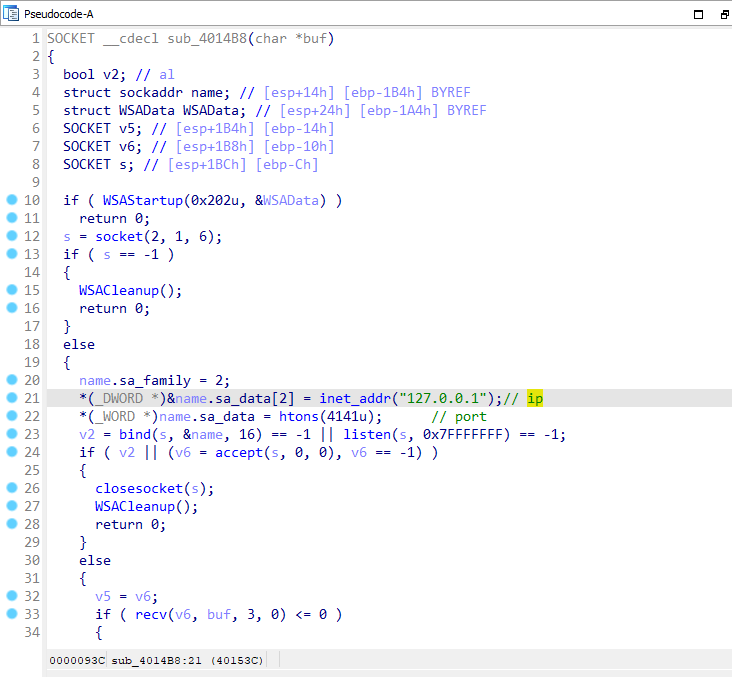 Pseudocode-A
1 SOCKET __cdecl sub_4014B8(char *buf)
2 {
3 bool v2; // al
4 struct sockaddr name; // [esp+14h] [ebp-1B4h] BYREF
5 struct WSAData WSAData; // [esp+24h] [ebp-1A4h] BYREF
6 SOCKET v5; // [esp+1B4h] [ebp-14h]
7 SOCKET v6; // [esp+1B8h] [ebp-10h]
8 SOCKET s; // [esp+1BCh] [ebp-Ch]
9
10 if ( WSAStartup(0x202u, &WSAData) )
11 return 0;
12 s = socket(2, 1, 6);
13 if ( s == -1 )
14 {
15 WSACleanup();
16 return 0;
17 }
18 else
19 {
20 name.sa_family = 2;
21 *(_DWORD *)&name.sa_data[2] = inet_addr("127.0.0.1");// ip
22 *(_WORD *)name.sa_data = htons(4141u); // port
23 v2 = bind(s, &name, 16) == -1 || listen(s, 0x7FFFFFFF) == -1;
24 if ( v2 || (v6 = accept(s, 0, 0), v6 == -1) )
25 {
26 closesocket(s);
27 WSACleanup();
28 return 0;
29 }
30 else
31 {
32 v5 = v6;
33 if ( recv(v6, buf, 3, 0) <= 0 )
34 {
0000093C sub_4014B8:21 (40153C)